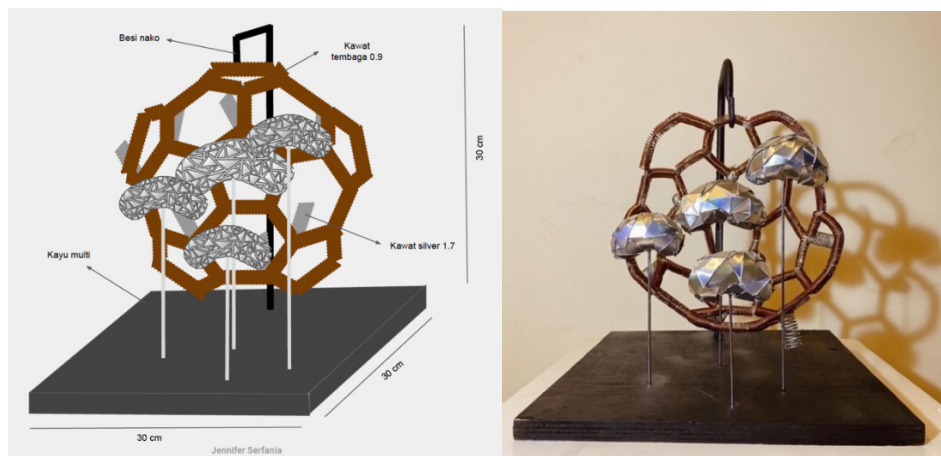 Besi nako
Kawat
tembaga 0.9
30 cm
Kawat silver 1.7
Kayu multi
30 cm
30 cm
Jennifer Serfania